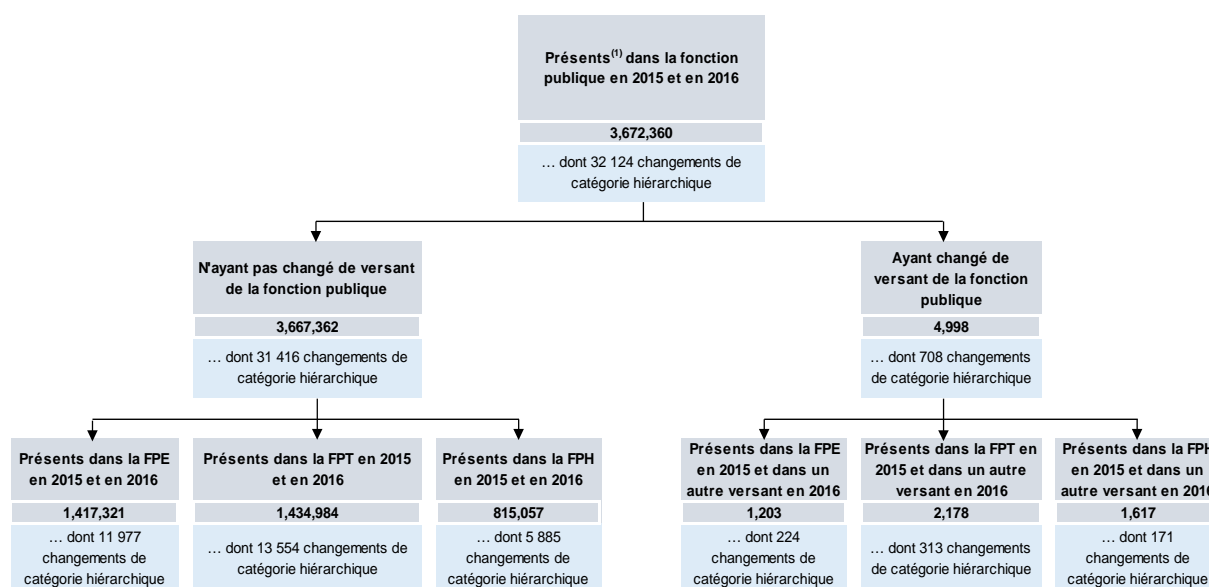 Présents(1) dans la fonction
publique en 2015 et en 2016
3,672,360
… dont 32 124 changements de
catégorie hiérarchique
N'ayant pas changé de versant
de la fonction publique
3,667,362
… dont 31 416 changements de
catégorie hiérarchique
Ayant changé de
versant de la fonction
publique
4,998
… dont 708 changements
de catégorie hiérarchique
Présents dans la FPE
en 2015 et en 2016
1,417,321
… dont 11 977
changements de
catégorie hiérarchique
Présents dans la FPT en 2015
et en 2016
1,434,984
… dont 13 554 changements de
catégorie hiérarchique
Présents dans la FPH
en 2015 et en 2016
815,057
… dont 5 885
changements de
catégorie hiérarchique
Présents dans la FPE
en 2015 et dans un
autre versant en 2016
1,203
… dont 224
changements de
catégorie hiérarchique
Présents dans la FPT en
2015 et dans un autre
versant en 2016
2,178
… dont 313 changements
de catégorie hiérarchique
Présents dans la FPH
en 2015 et dans un
autre versant en 2016
1,617
… dont 171
changements de
catégorie hiérarchique